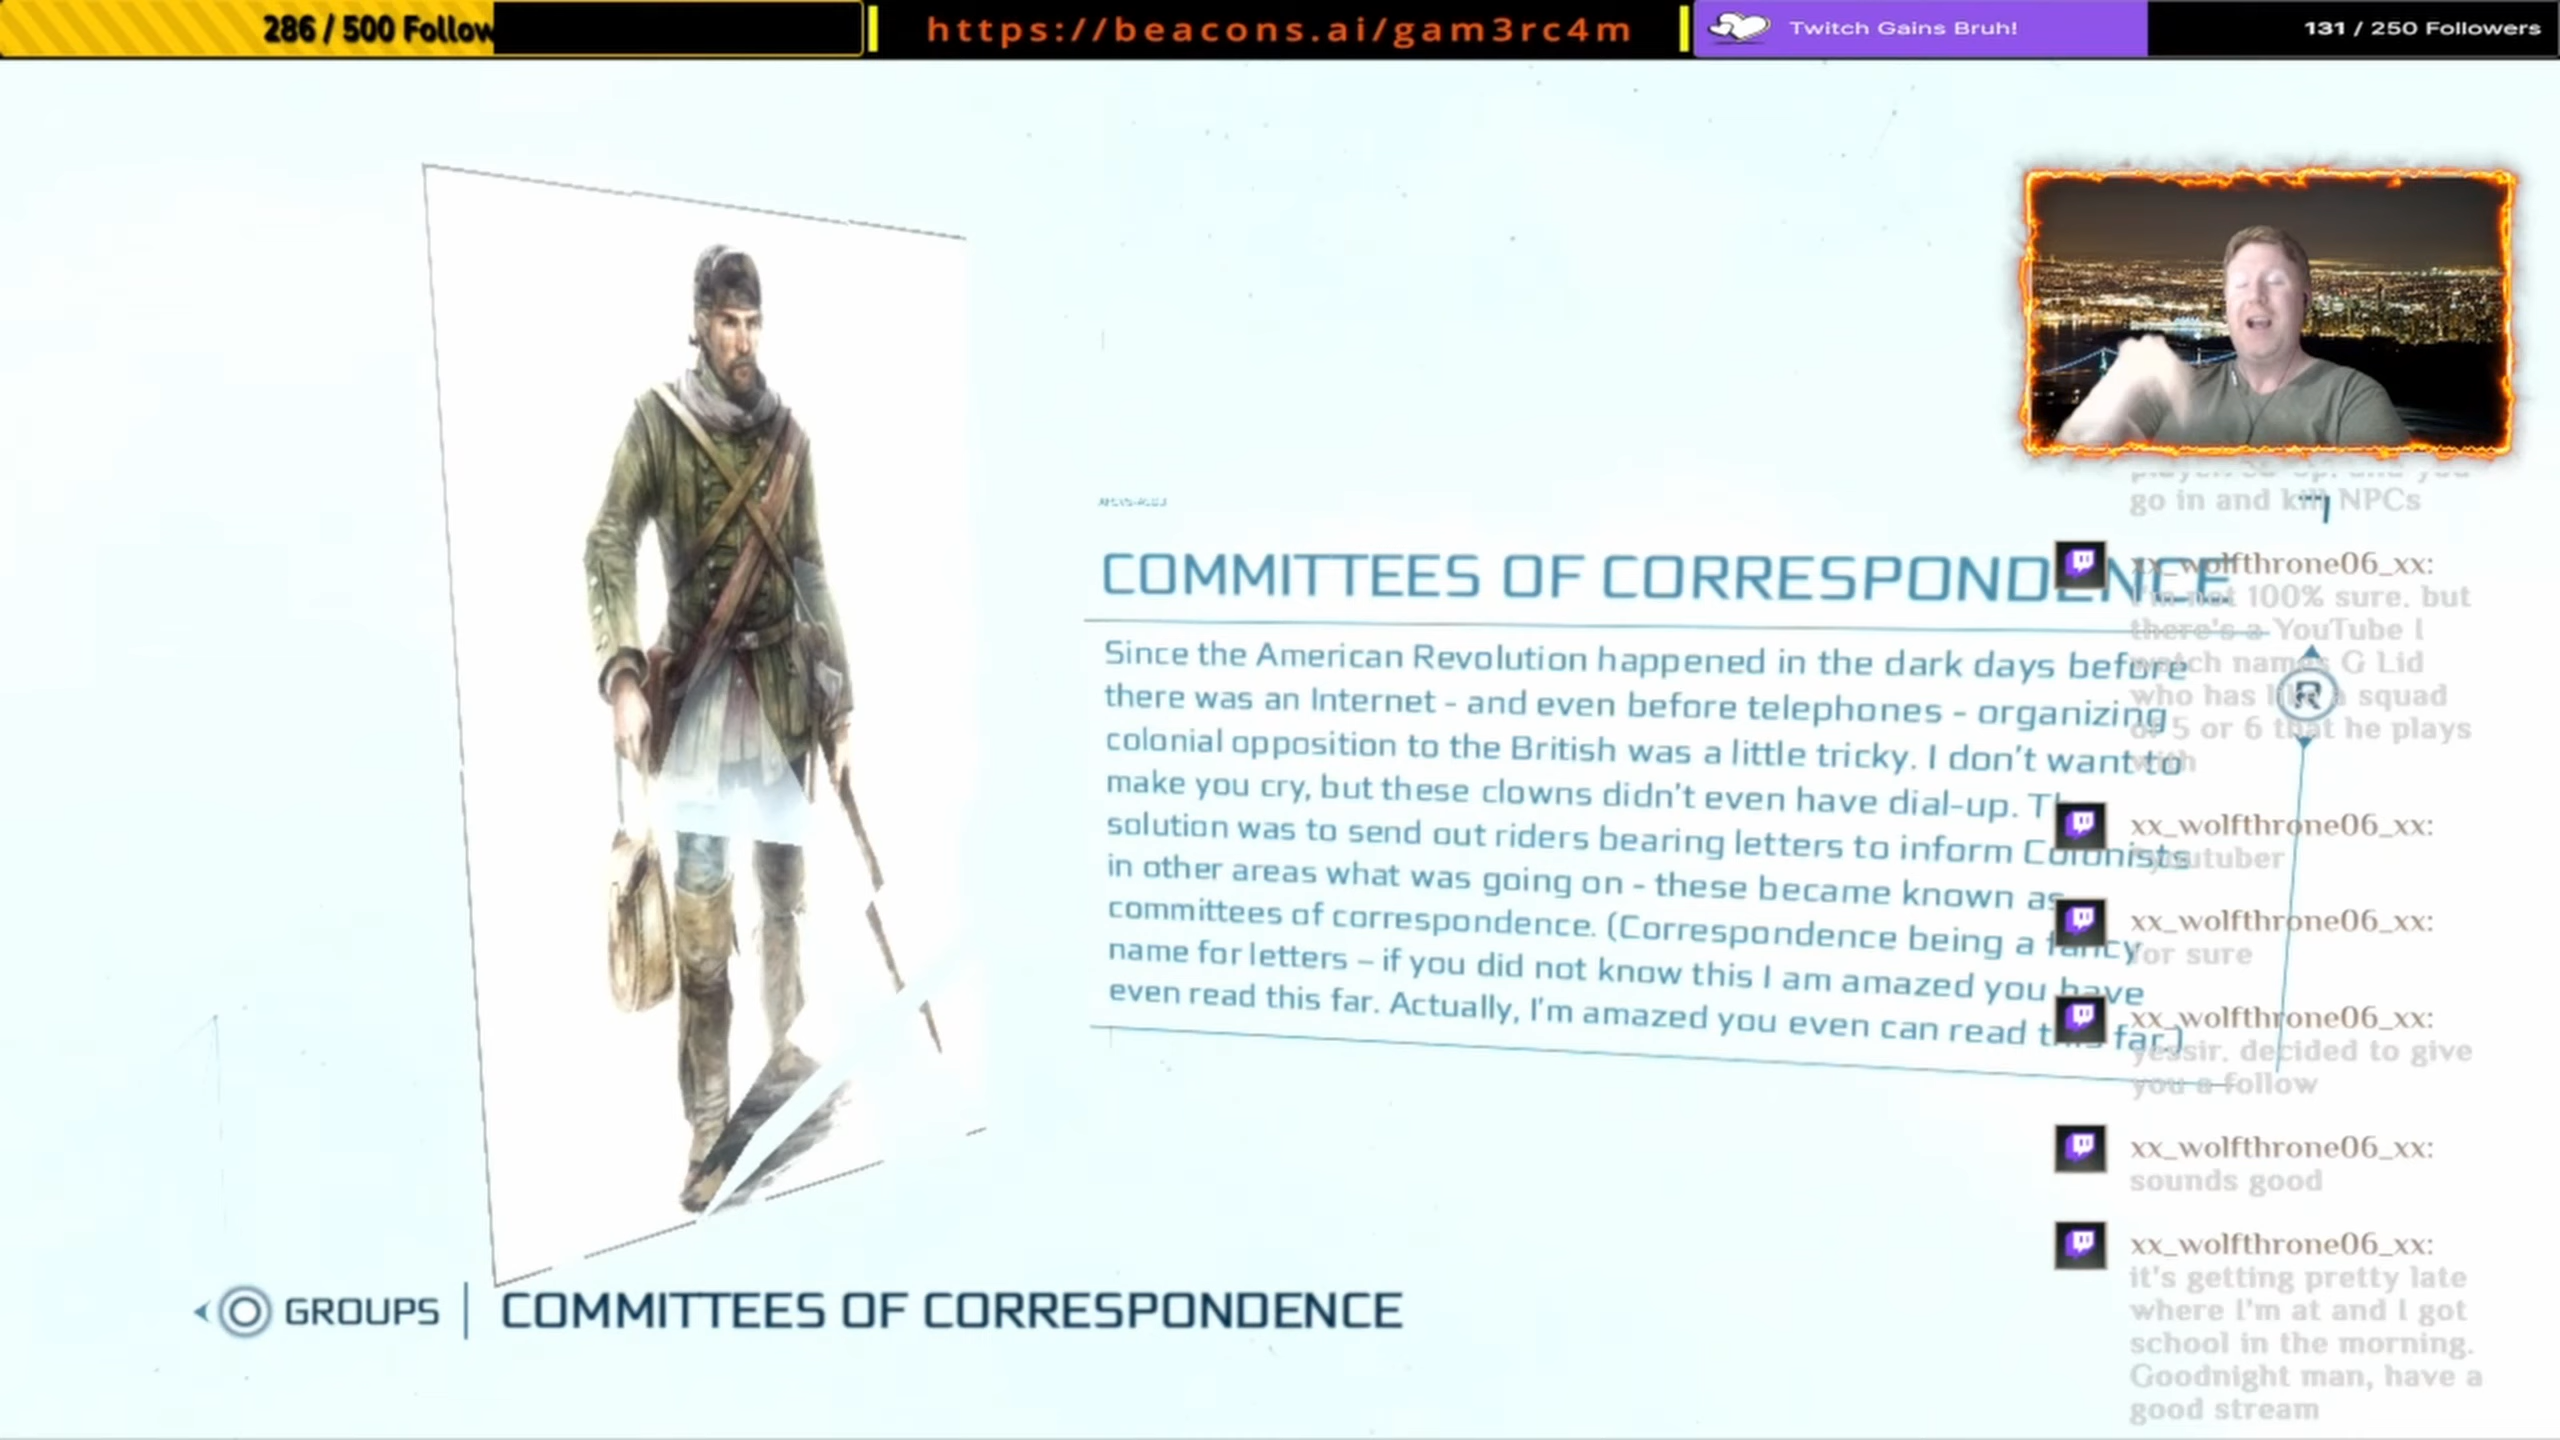 286 / 500 Follow
https://beacons.ai/gam3rc4m
Twitch Gains Bruh!
131 / 250 Followers
COMMITTEES OF CORRESPONDENCE
Since the American Revolution happened in the dark days before
there was an Internet - and even before telephones - organizing
colonial opposition to the British was a little tricky. I don't want to
make you cry, but these clowns didn't even have dial-up.
solution was to send out riders bearing letters to inform Colonists
in other areas what was going on - these became known as
committees of correspondence. (Correspondence being a fancy
name for letters – if you did not know this I am amazed you have
even read this far. Actually, I'm amazed you even can read this far.)
R
go in and kill NPCs
xx_wolfthrone06_xx:
I'm not 100% sure. but
there's a YouTube I
watch names G Lid
who has like a squad
of 5 or 6 that he plays
with
xx_wolfthrone06_xx:
youtuber
xx_wolfthrone06_xx:
for sure
xx_wolfthrone06_xx:
yessir. decided to give
you a follow
xx_wolfthrone06_xx:
sounds good
xx_wolfthrone06_xx:
it's getting pretty late
where I'm at and I got
school in the morning.
Goodnight man, have a
good stream
GROUPS
COMMITTEES OF CORRESPONDENCE